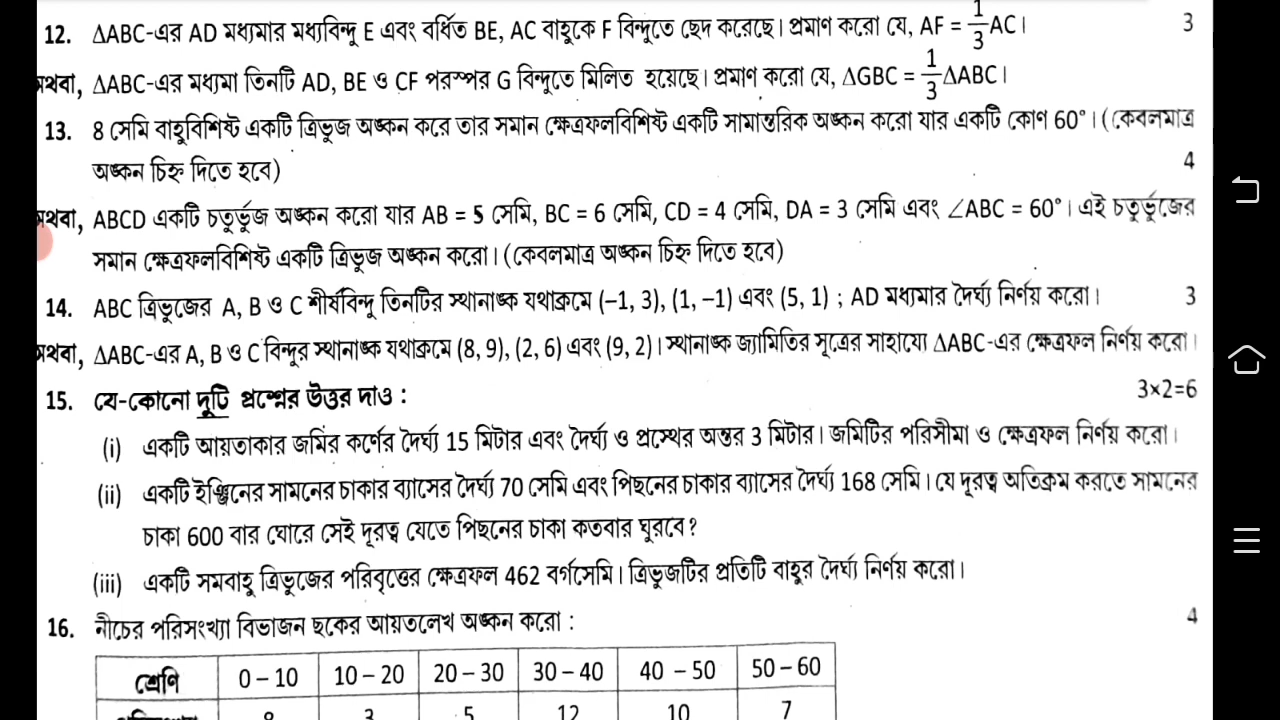 12. ∆ABC-এর AD মধ্যমার মধ্যবিন্দু E এবং বর্ধিত BE, AC বাহুকে F বিন্দুতে ছেদ করেছে। প্রমাণ করো যে, AF = 1/3 AC। 3
অথবা, ∆ABC-এর মধ্যমা তিনটি AD, BE ও CF পরস্পর G বিন্দুতে মিলিত হয়েছে। প্রমাণ করো যে, ∆GBC = 1/3 ∆ABC।
13. 8 সেমি বাহুবিশিষ্ট একটি ত্রিভুজ অঙ্কন করে তার সমান ক্ষেত্রফলবিশিষ্ট একটি সামান্তরিক অঙ্কন করো যার একটি কোণ 60°। (কেবলমাত্র
অঙ্কন চিহ্ন দিতে হবে) 4
অথবা, ABCD একটি চতুর্ভুজ অঙ্কন করো যার AB = 5 সেমি, BC = 6 সেমি, CD = 4 সেমি, DA = 3 সেমি এবং ∠ABC = 60°। এই চতুর্ভুজের
সমান ক্ষেত্রফলবিশিষ্ট একটি ত্রিভুজ অঙ্কন করো। (কেবলমাত্র অঙ্কন চিহ্ন দিতে হবে)
14. ABC ত্রিভুজের A, B ও C শীর্ষবিন্দু তিনটির স্থানাঙ্ক যথাক্রমে (–1, 3), (1, –1) এবং (5, 1) ; AD মধ্যমার দৈর্ঘ্য নির্ণয় করো। 3
অথবা, ∆ABC-এর A, B ও C বিন্দুর স্থানাঙ্ক যথাক্রমে (8, 9), (2, 6) এবং (9, 2)। স্থানাঙ্ক জ্যামিতির সূত্রের সাহায্যে ∆ABC-এর ক্ষেত্রফল নির্ণয় করো।
15. যে-কোনো দুটি প্রশ্নের উত্তর দাও : 3×2=6
(i) একটি আয়তাকার জমির কর্ণের দৈর্ঘ্য 15 মিটার এবং দৈর্ঘ্য ও প্রস্থের অন্তর 3 মিটার। জমিটির পরিসীমা ও ক্ষেত্রফল নির্ণয় করো।
(ii) একটি ইঞ্জিনের সামনের চাকার ব্যাসের দৈর্ঘ্য 70 সেমি এবং পিছনের চাকার ব্যাসের দৈর্ঘ্য 168 সেমি। যে দূরত্ব অতিক্রম করতে সামনের
চাকা 600 বার ঘোরে সেই দূরত্ব যেতে পিছনের চাকা কতবার ঘুরবে?
(iii) একটি সমবাহু ত্রিভুজের পরিবৃত্তের ক্ষেত্রফল 462 বর্গসেমি। ত্রিভুজটির প্রতিটি বাহুর দৈর্ঘ্য নির্ণয় করো।
16. নীচের পরিসংখ্যা বিভাজন ছকের আয়তলেখ অঙ্কন করো : 4
শ্রেণি 0 – 10 10 – 20 20 – 30 30 – 40 40 – 50 50 – 60
8 3 5 12 10 7